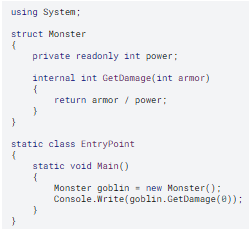 using System;
struct Monster
{
    private readonly int power;
    internal int GetDamage(int armor)
    {
        return armor / power;
    }
}
static class EntryPoint
{
    static void Main()
    {
        Monster goblin = new Monster();
        Console.Write(goblin.GetDamage(0));
    }
}